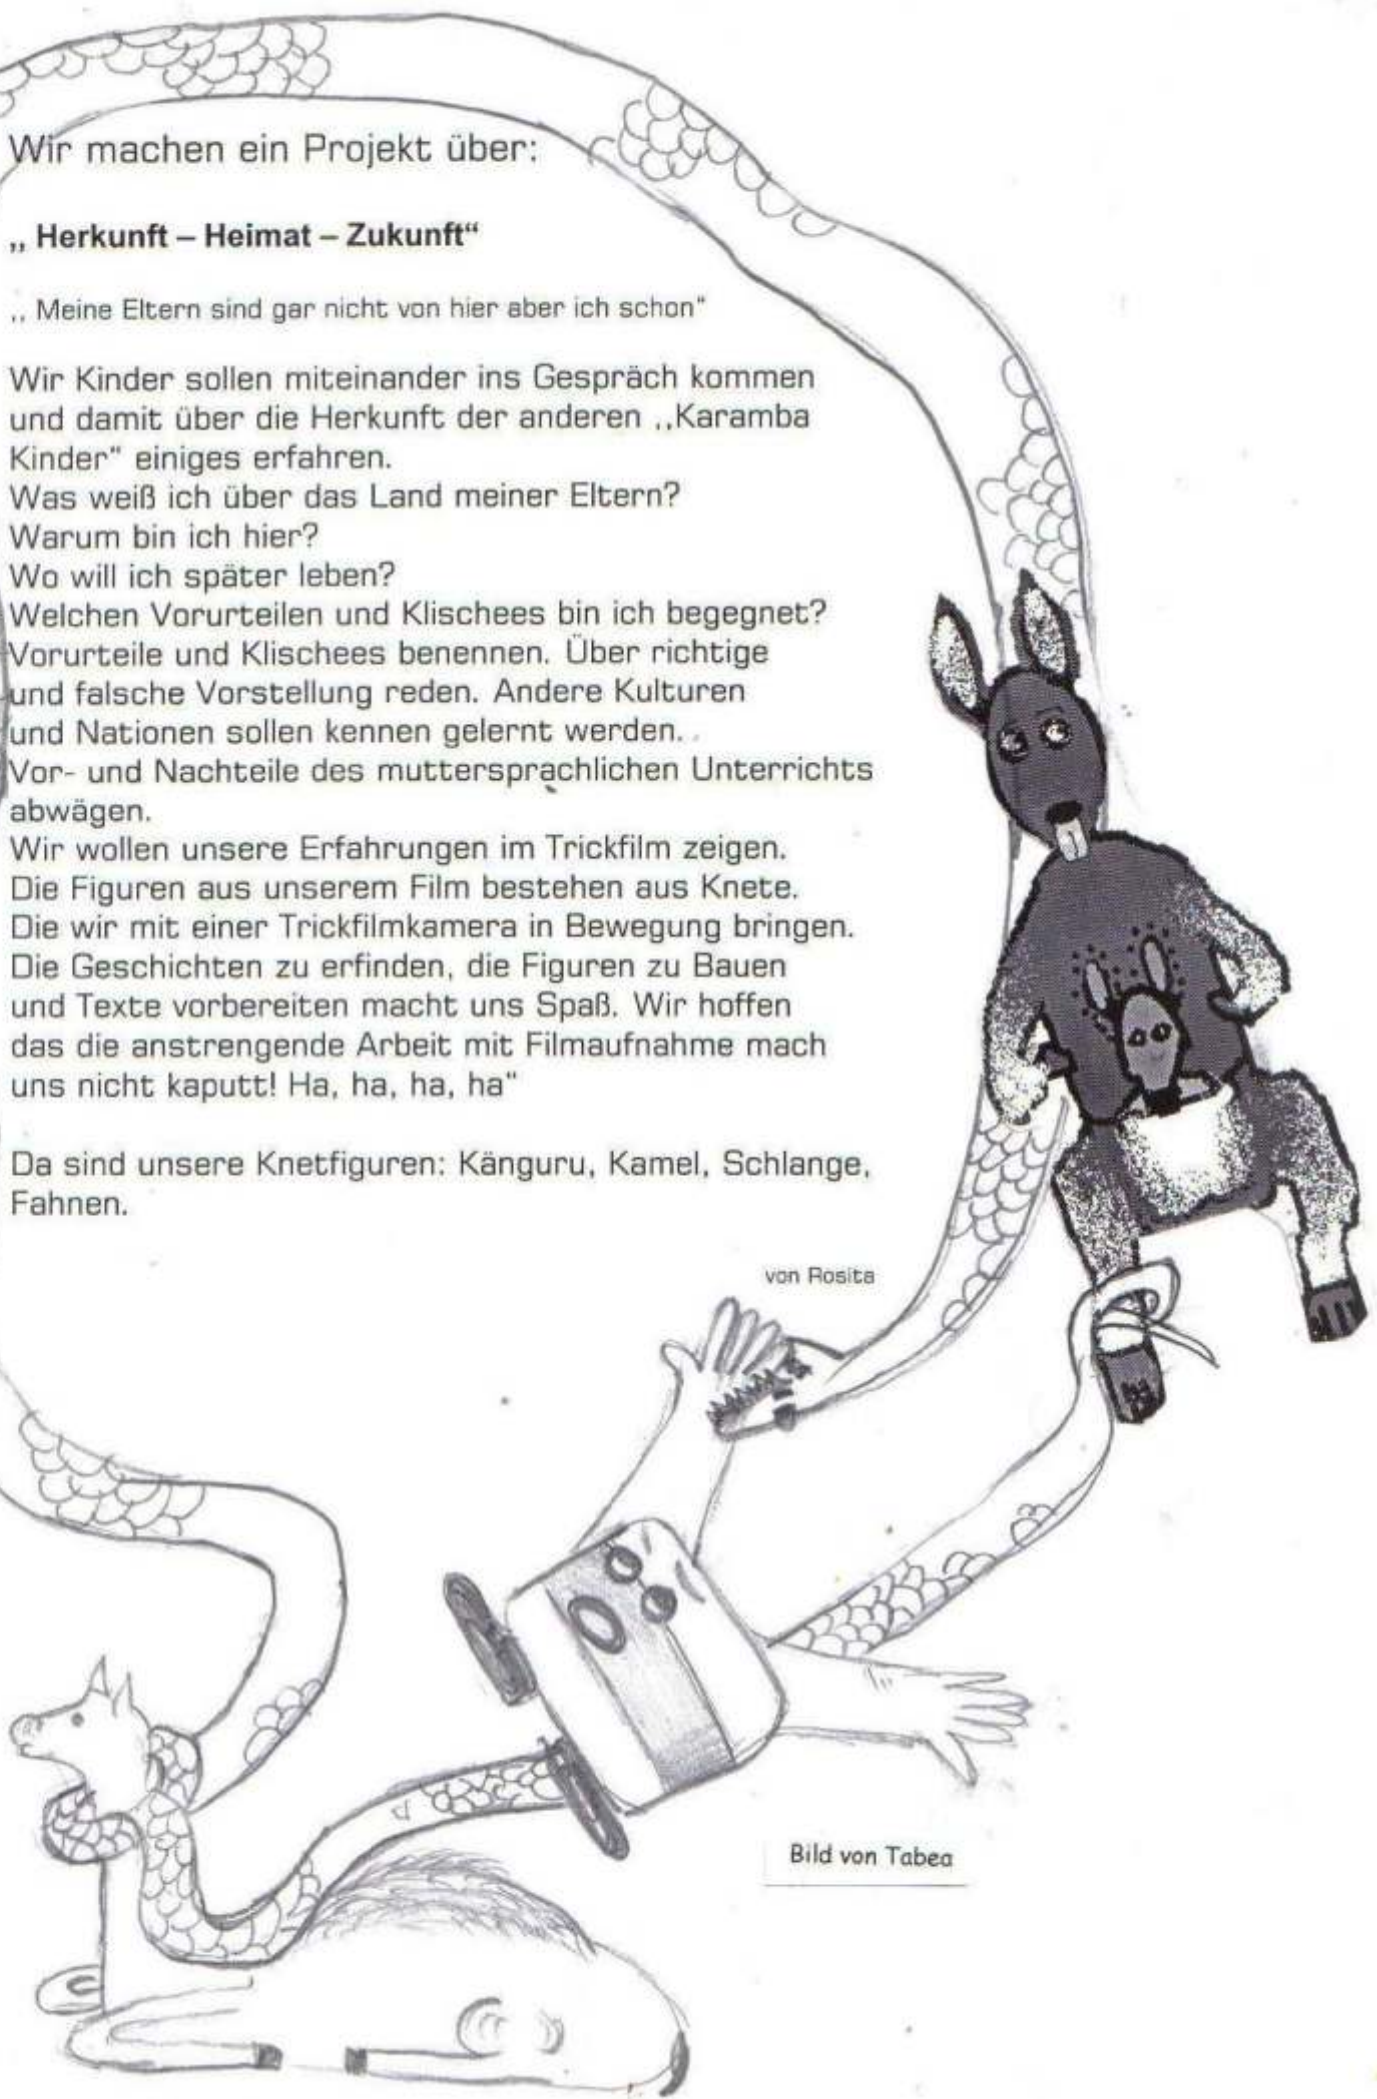 Wir machen ein Projekt über:
„ Herkunft – Heimat – Zukunft“
,, Meine Eltern sind gar nicht von hier aber ich schon"
Wir Kinder sollen miteinander ins Gespräch kommen
und damit über die Herkunft der anderen ,,Karamba
Kinder" einiges erfahren.
Was weiß ich über das Land meiner Eltern?
Warum bin ich hier?
Wo will ich später leben?
Welchen Vorurteilen und Klischees bin ich begegnet?
Vorurteile und Klischees benennen. Über richtige
und falsche Vorstellung reden. Andere Kulturen
und Nationen sollen kennen gelernt werden.
Vor- und Nachteile des muttersprachlichen Unterrichts
abwägen.
Wir wollen unsere Erfahrungen im Trickfilm zeigen.
Die Figuren aus unserem Film bestehen aus Knete.
Die wir mit einer Trickfilmkamera in Bewegung bringen.
Die Geschichten zu erfinden, die Figuren zu Bauen
und Texte vorbereiten macht uns Spaß. Wir hoffen
das die anstrengende Arbeit mit Filmaufnahme mach
uns nicht kaputt! Ha, ha, ha, ha"
Da sind unsere Knetfiguren: Känguru, Kamel, Schlange,
Fahnen.
von Rosita
Bild von Tabea